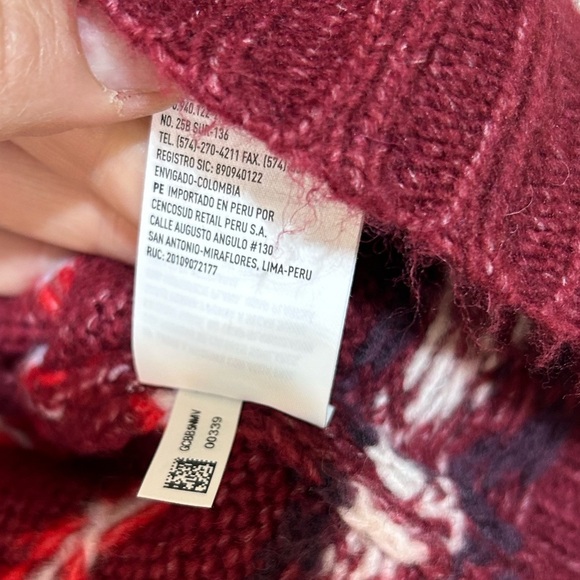 NO. 25B SUR-136
TEL. (574)-270-4211 FAX. (574)
REGISTRO SIC: 890940122
ENVIGADO-COLOMBIA
PE IMPORTADO EN PERU POR
CENCOSUD RETAIL PERU S.A.
CALLE AUGUSTO ANGULO #130
SAN ANTONIO-MIRAFLORES, LIMA-PERU
RUC: 20109072177
00339